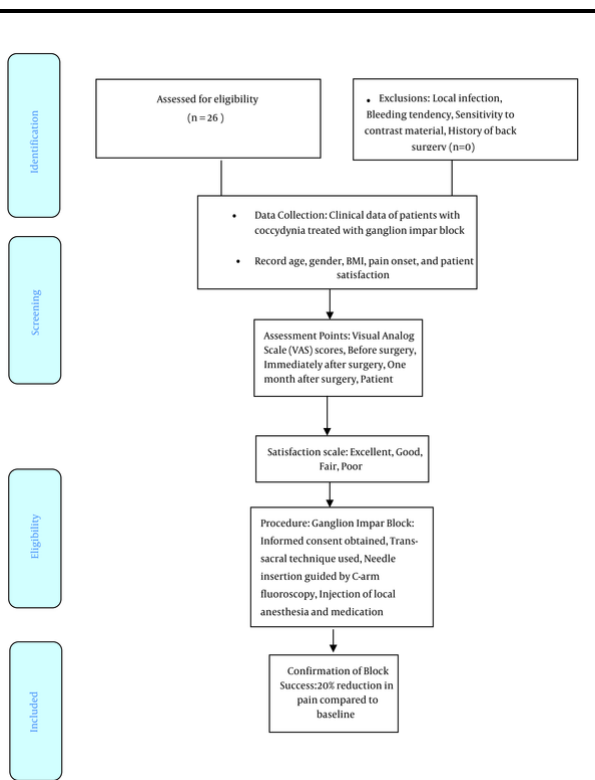 Identification
Assessed for eligibility
(n = 26 )
• Exclusions: Local infection,
Bleeding tendency, Sensitivity to
contrast material, History of back
surgery (n=0)
• Data Collection: Clinical data of patients with
coccydynia treated with ganglion impar block
• Record age, gender, BMI, pain onset, and patient
satisfaction
Screening
Assessment Points: Visual Analog
Scale (VAS) scores, Before surgery,
Immediately after surgery, One
month after surgery, Patient
Satisfaction scale: Excellent, Good,
Fair, Poor
Eligibility
Procedure: Ganglion Impar Block:
Informed consent obtained, Trans-
sacral technique used, Needle
insertion guided by C-arm
fluoroscopy, Injection of local
anesthesia and medication
Included
Confirmation of Block
Success:20% reduction in
pain compared to
baseline